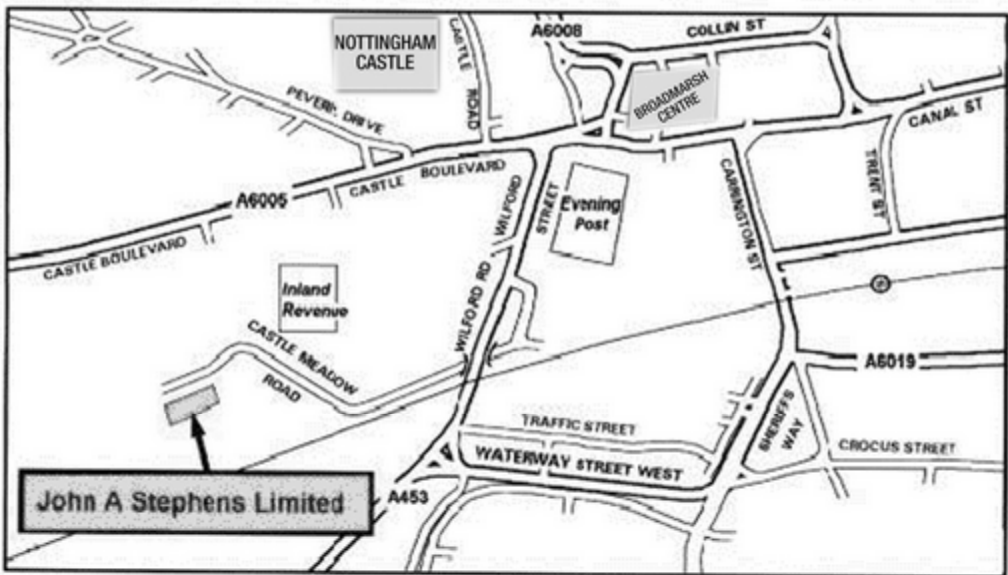 NOTTINGHAM
CASTLE
CASTLE
ROAD
A6008
COLLIN ST
BROADMARSH
CENTRE
CANAL ST
PEVERIL DRIVE
CASTLE BOULEVARD
A6005
CASTLE BOULEVARD
WILFORD
STREET
Evening
Post
CARRINGTON ST
TRENT ST
Inland
Revenue
WILFORD RD
CASTLE MEADOW
ROAD
A6019
TRAFFIC STREET
SHERIFFS
WAY
CROCUS STREET
WATERWAY STREET WEST
A453
John A Stephens Limited